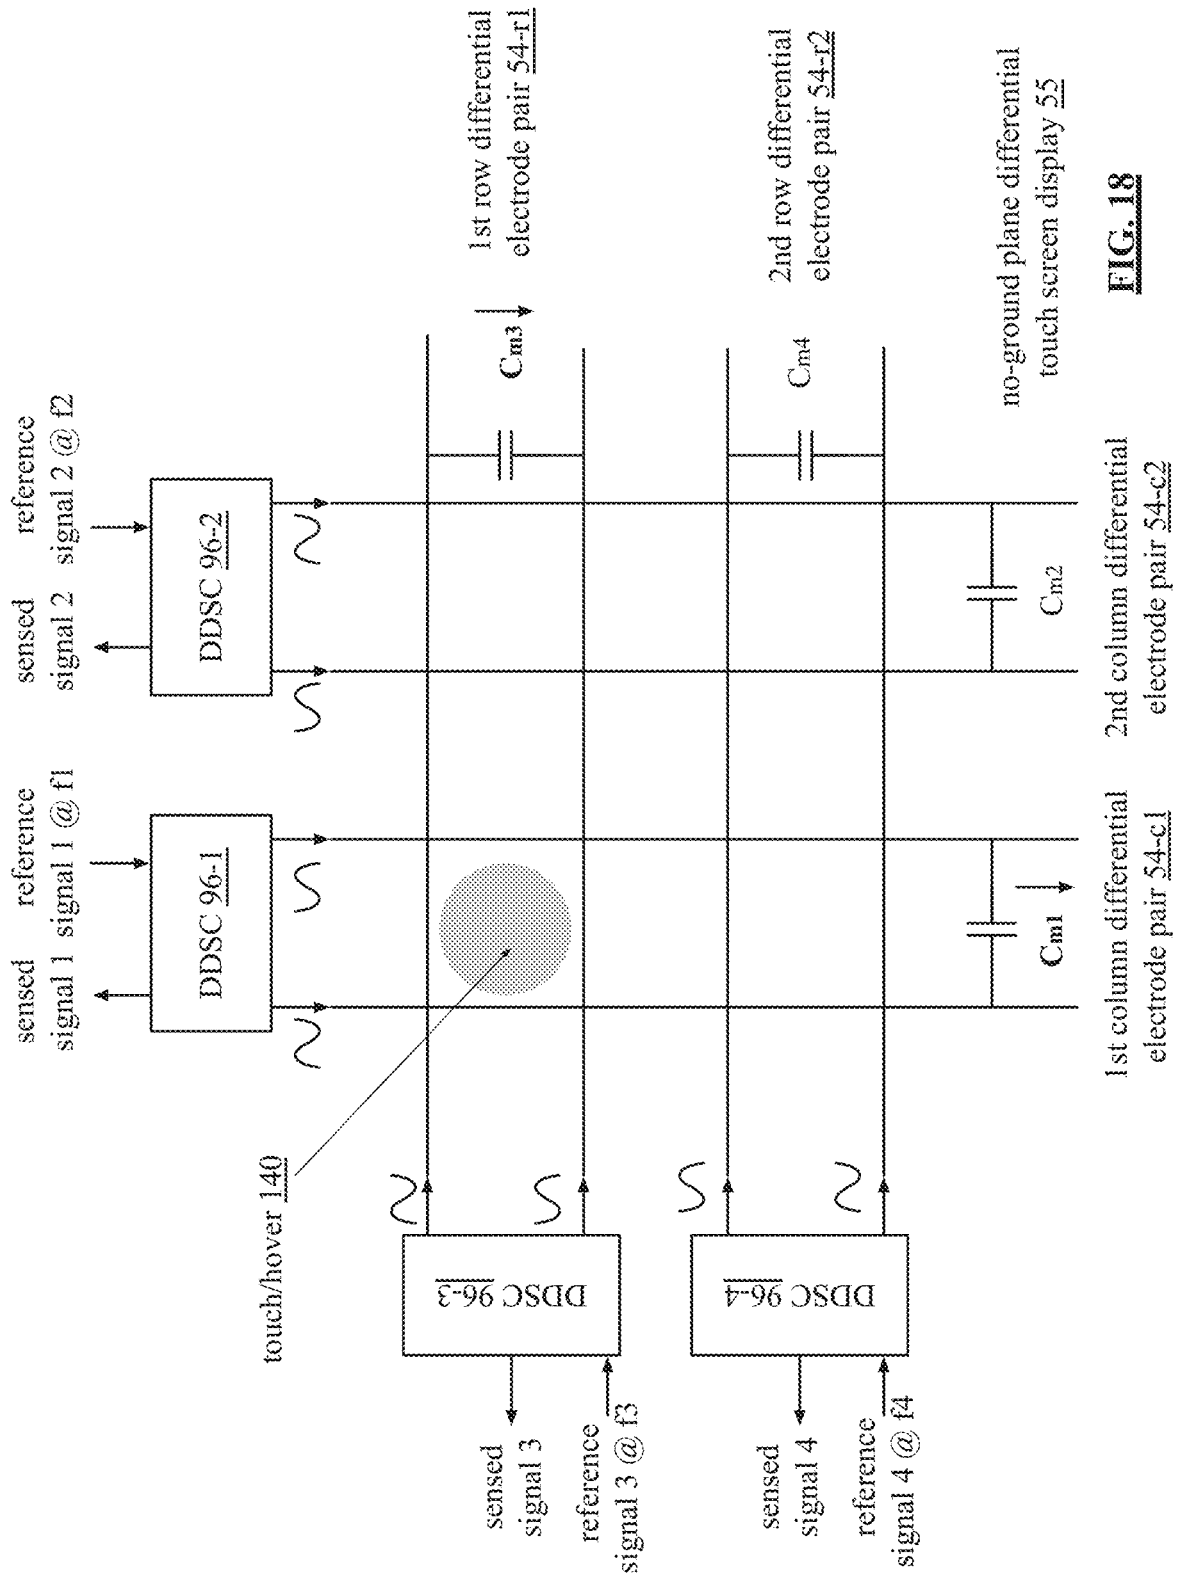 sensed
signal 1
reference
signal 1 @ f1
sensed
signal 2
reference
signal 2 @ f2
DDSC 96-1
DDSC 96-2
touch/hover 140
DDSC 96-3
DDSC 96-4
sensed
signal 3
reference
signal 3 @ f3
sensed
signal 4
reference
signal 4 @ f4
Cm3
1st row differential
electrode pair 54-r1
Cm4
2nd row differential
electrode pair 54-r2
Cm1
Cm2
1st column differential
electrode pair 54-c1
2nd column differential
electrode pair 54-c2
no-ground plane differential
touch screen display 55
FIG. 18